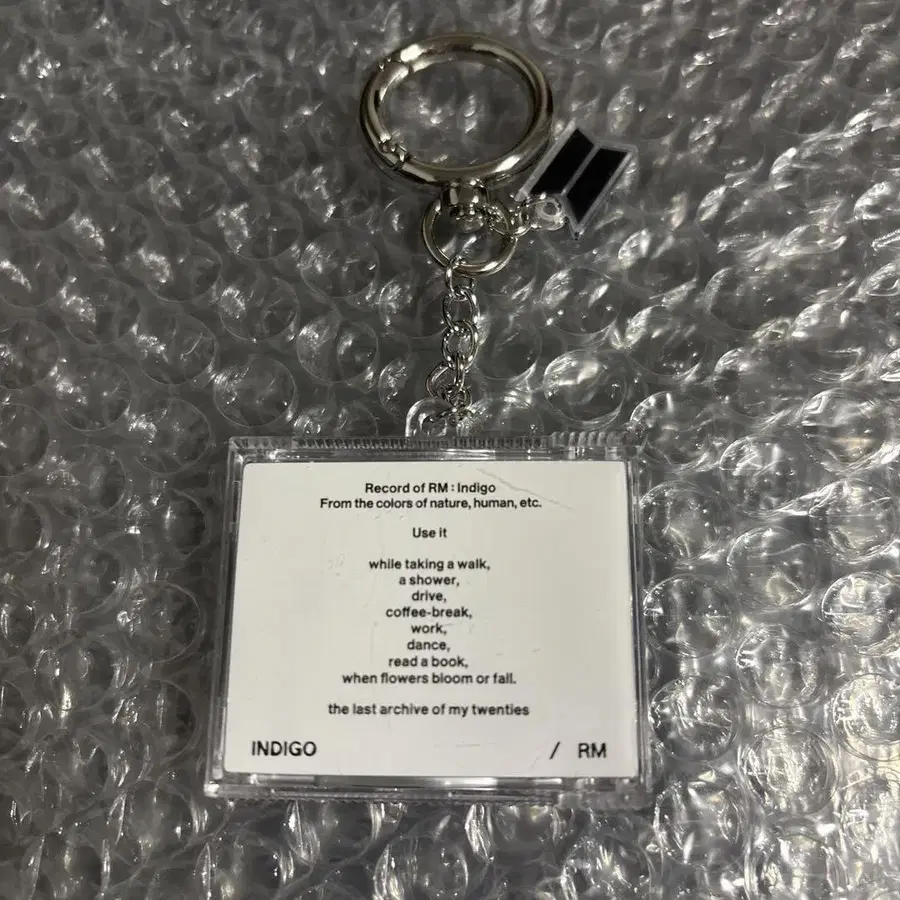 Record of RM : Indigo
From the colors of nature, human, etc.
Use it
while taking a walk,
a shower,
drive,
coffee-break,
work,
dance,
read a book,
when flowers bloom or fall.
the last archive of my twenties
INDIGO / RM